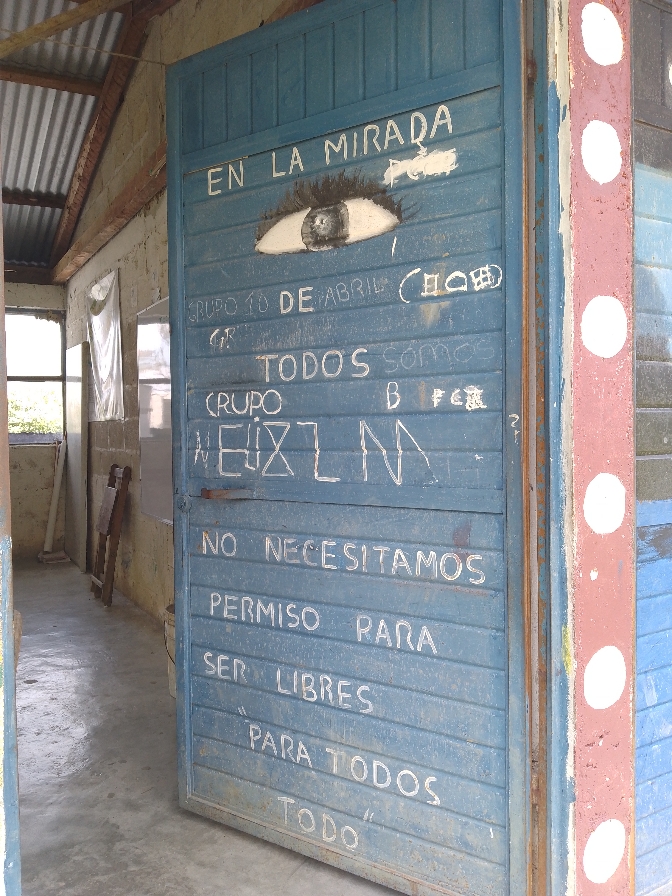 EN LA MIRADA
GRUPO 10 DE ABRIL
GR
TODOS SOMOS
GRUPO B
NO NECESITAMOS
PERMISO PARA
SER LIBRES
"PARA TODOS
TODO"